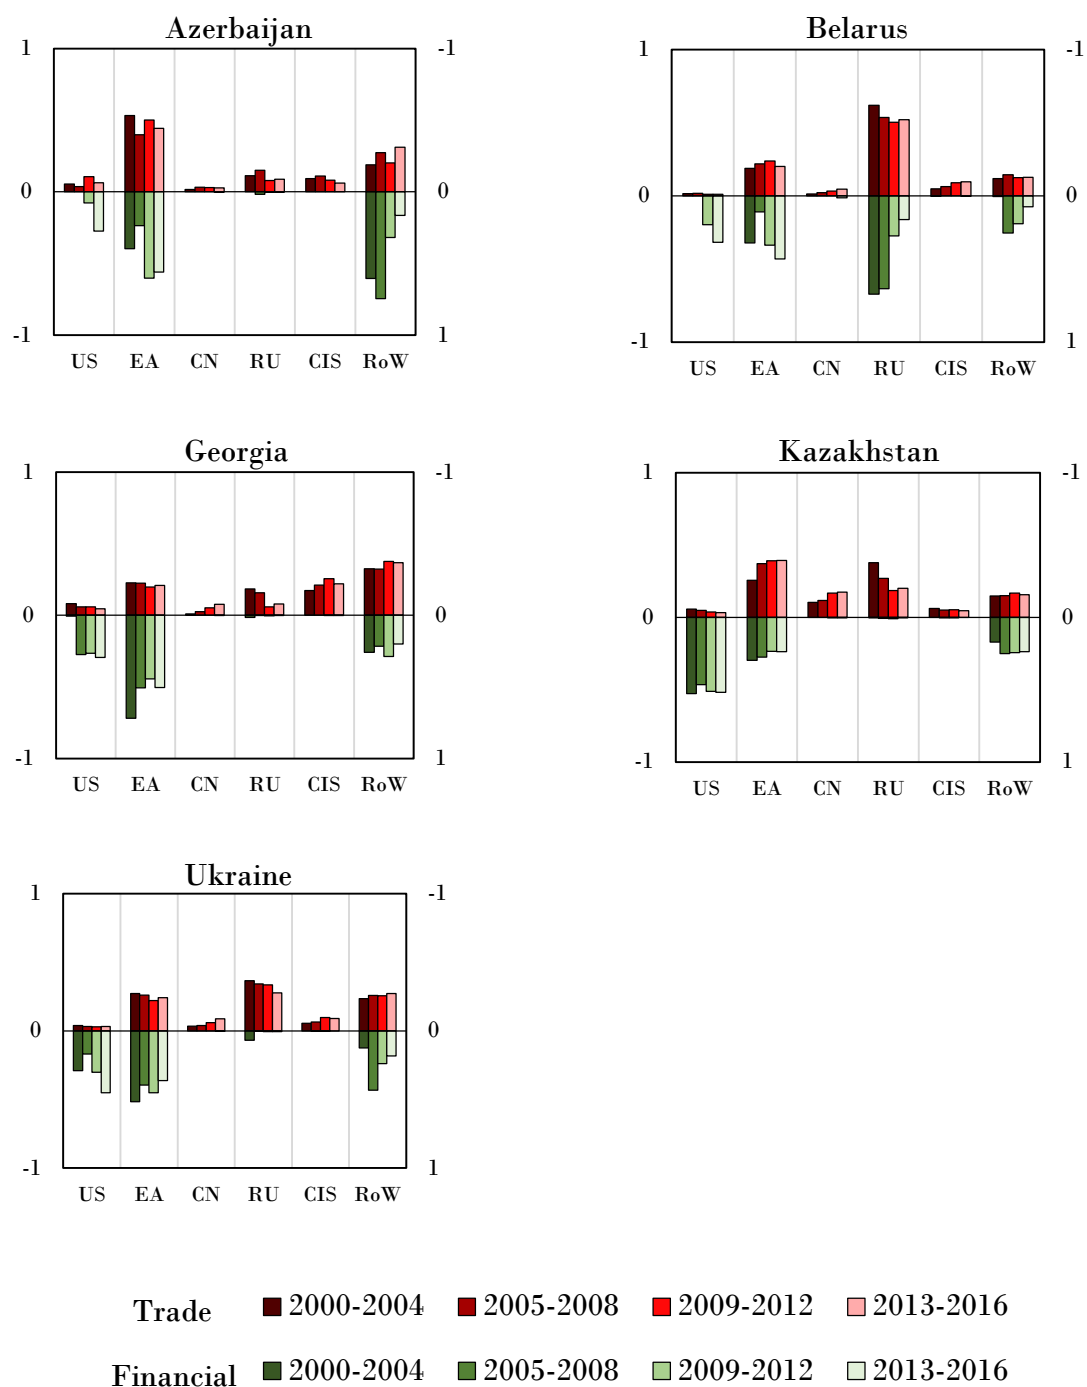 Azerbaijan
Belarus
1
-1
1
-1
0
0
0
0
-1
1
-1
1
US EA CN RU CIS RoW
US EA CN RU CIS RoW
Georgia
Kazakhstan
1
-1
1
-1
0
0
0
0
-1
1
-1
1
US EA CN RU CIS RoW
US EA CN RU CIS RoW
Ukraine
1
-1
0
0
-1
1
US EA CN RU CIS RoW
Trade 2000-2004 2005-2008 2009-2012 2013-2016
Financial 2000-2004 2005-2008 2009-2012 2013-2016